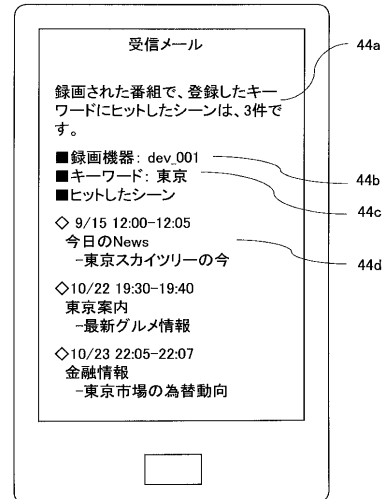 受信メール
44a
録画された番組で、登録したキー
ワードにヒットしたシーンは、3件で
す。
■録画機器: dev_001
44b
■キーワード: 東京
44c
■ヒットしたシーン
◇ 9/15 12:00-12:05
今日のNews
44d
-東京スカイツリーの今
◇10/22 19:30-19:40
東京案内
-最新グルメ情報
◇10/23 22:05-22:07
金融情報
-東京市場の為替動向